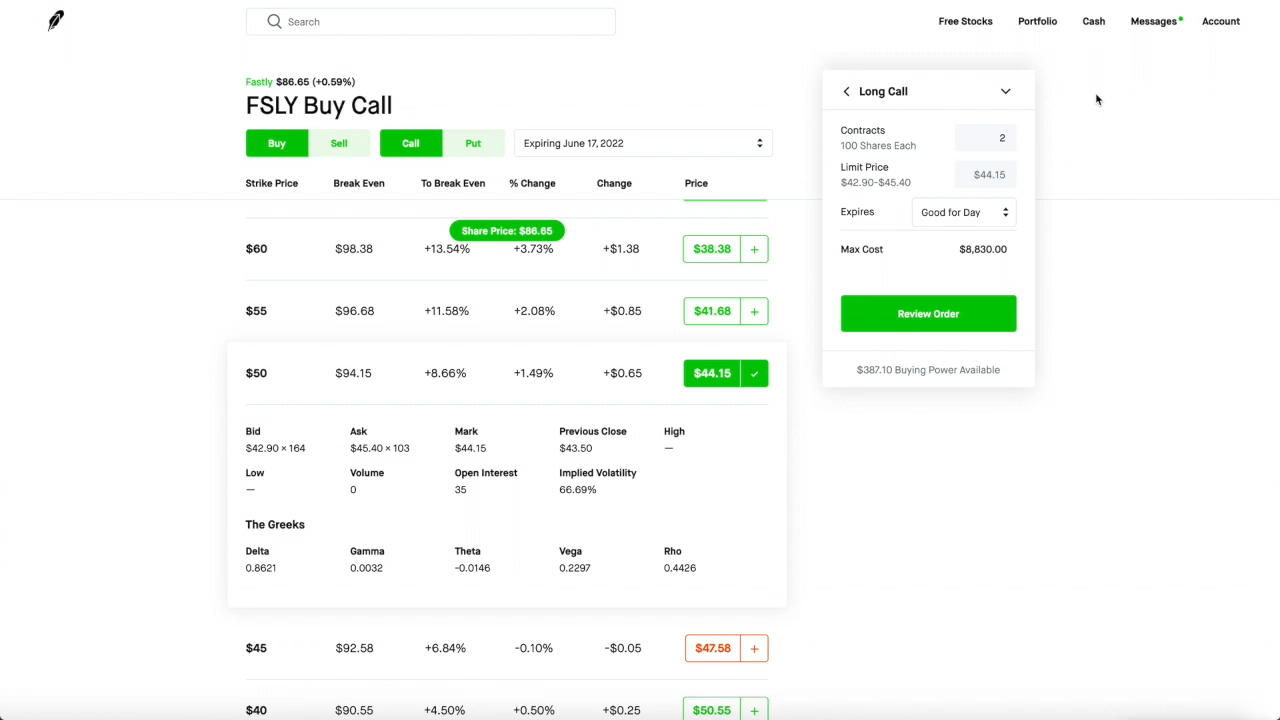 Search
Free Stocks Portfolio Cash Messages Account
Fastly $86.65 (+0.59%)
FSLY Buy Call
Buy Sell Call Put Expiring June 17, 2022
Strike Price Break Even To Break Even % Change Change Price
Share Price: $86.65
$60 $98.38 +13.54% +3.73% +$1.38 $38.38 +
$55 $96.68 +11.58% +2.08% +$0.85 $41.68 +
$50 $94.15 +8.66% +1.49% +$0.65 $44.15 ✓
Bid Ask Mark Previous Close High
$42.90 × 164 $45.40 × 103 $44.15 $43.50 —
Low Volume Open Interest Implied Volatility
— 0 35 66.69%
The Greeks
Delta Gamma Theta Vega Rho
0.8621 0.0032 -0.0146 0.2297 0.4426
$45 $92.58 +6.84% -0.10% -$0.05 $47.58 +
$40 $90.55 +4.50% +0.50% +$0.25 $50.55 +
Long Call
Contracts 2
100 Shares Each
Limit Price $44.15
$42.90-$45.40
Expires Good for Day
Max Cost $8,830.00
Review Order
$387.10 Buying Power Available